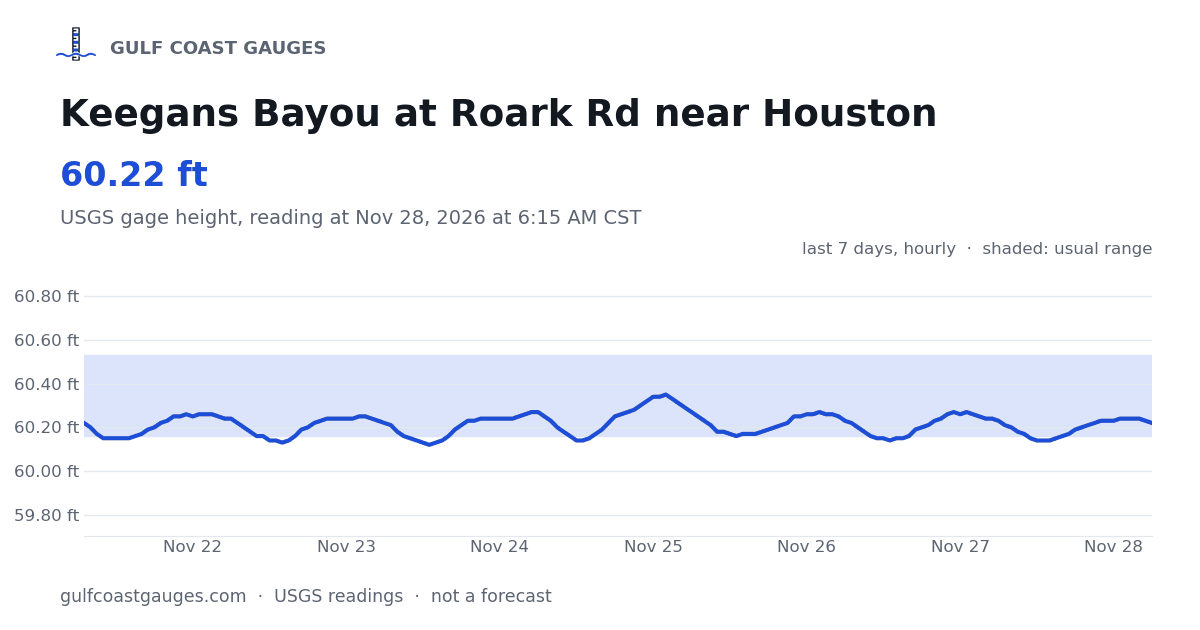 GULF COAST GAUGES
Keegans Bayou at Roark Rd near Houston
60.22 ft
USGS gage height, reading at Nov 28, 2026 at 6:15 AM CST
last 7 days, hourly · shaded: usual range
60.80 ft
60.60 ft
60.40 ft
60.20 ft
60.00 ft
59.80 ft
Nov 22 Nov 23 Nov 24 Nov 25 Nov 26 Nov 27 Nov 28
gulfcoastgauges.com · USGS readings · not a forecast